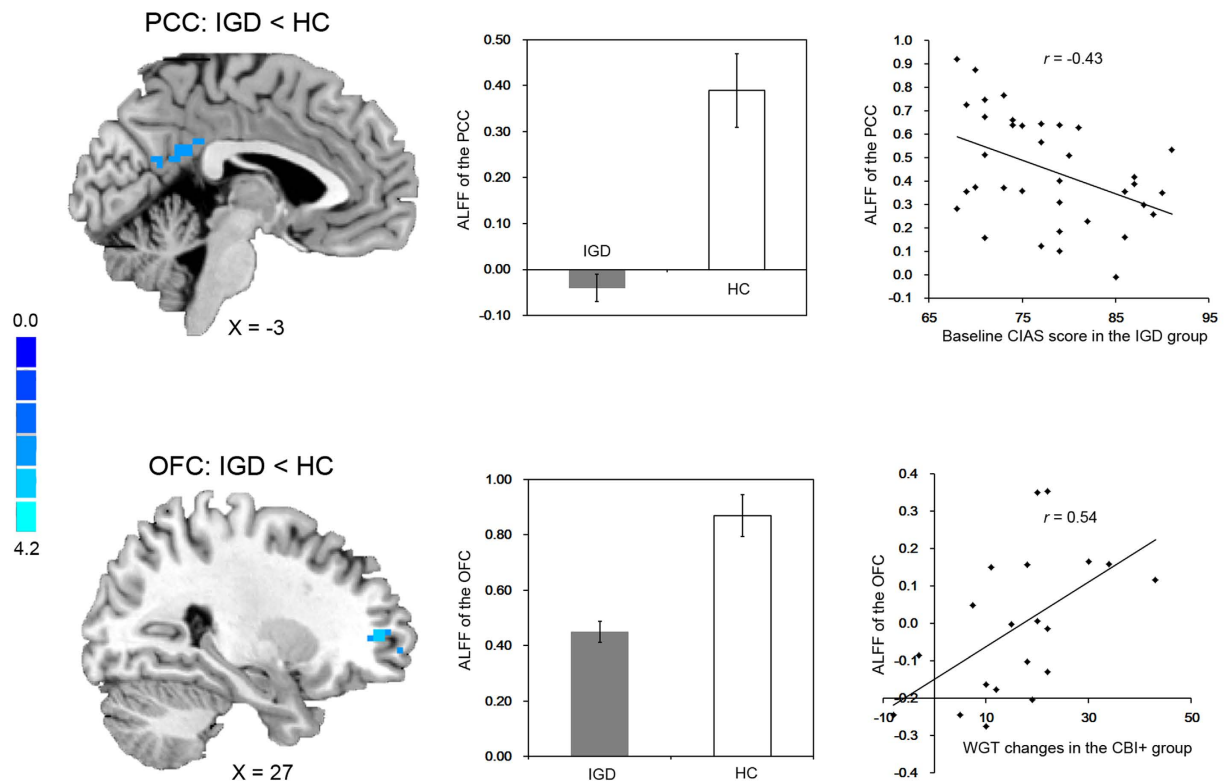 PCC: IGD < HC
X = -3
0.50
0.40
0.30
0.20
0.10
0.00
-0.10
ALFF of the PCC
IGD
HC
1.0
0.9
0.8
0.7
0.6
0.5
0.4
0.3
0.2
0.1
0.0
-0.1
ALFF of the PCC
r = -0.43
65 75 85 95
Baseline CIAS score in the IGD group
0.0
4.2
OFC: IGD < HC
X = 27
1.00
0.80
0.60
0.40
0.20
0.00
ALFF of the OFC
IGD HC
0.4
0.3
0.2
0.1
0.0
-0.1
-0.2
-0.3
-0.4
ALFF of the OFC
r = 0.54
-10 10 30 50
WGT changes in the CBI+ group